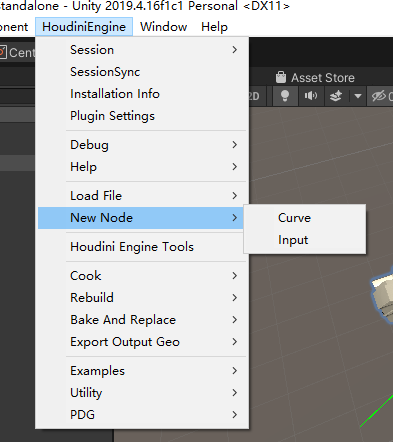 Standalone - Unity 2019.4.16f1c1 Personal <DX11>
onent HoudiniEngine Window Help
Cent
Asset Store
2D
Session
SessionSync
Installation Info
Plugin Settings
Debug
Help
Load File
New Node
Curve
Input
Houdini Engine Tools
Cook
Rebuild
Bake And Replace
Export Output Geo
Examples
Utility
PDG